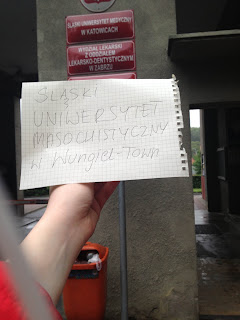 ŚLĄSKI UNIWERSYTET MEDYCZNY
W KATOWICACH
WYDZIAŁ LEKARSKI
Z ODDZIAŁEM
LEKARSKO-DENTYSTYCZNYM
W ZABRZU
ŚLĄSKI
UNIWERSYTET
MASOCHISTYCZNY
w Wungiel-Town